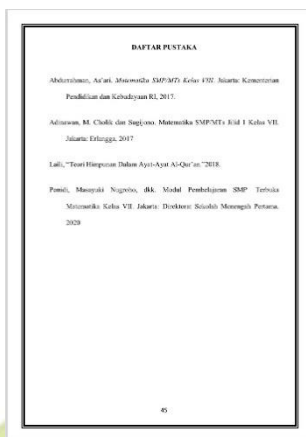 DAFTAR PUSTAKA
Abdurrahman, As'ari. Matematika SMP/MTs Kelas VIII. Jakarta: Kementerian
Pendidikan dan Kebudayaan RI, 2017.
Adinawan, M. Cholik dan Sugijono. Matematika SMP/MTs Jilid 1 Kelas VII.
Jakarta: Erlangga, 2017
Laili, "Teori Himpunan Dalam Ayat-Ayat Al-Qur'an."2018.
Masayuki Nugroho, dkk. Modul Pembelajaran SMP Terbuka
Matematika Kelas VII. Jakarta: Direktorat Sekolah Menengah Pertama.
2020
45